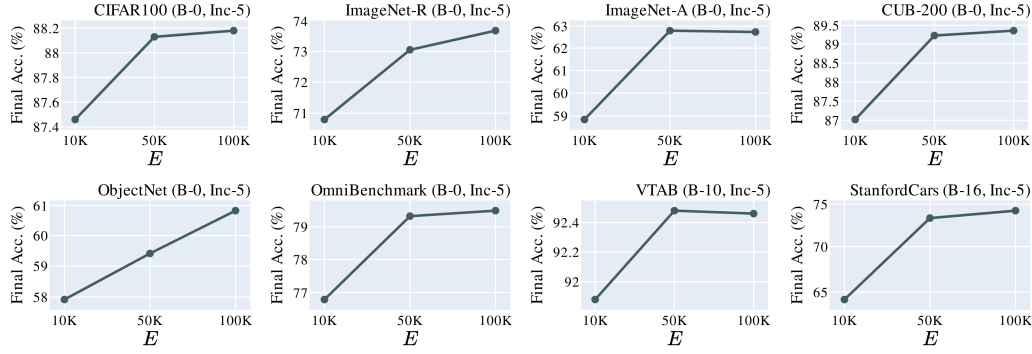 CIFAR100 (B-0, Inc-5)
Final Acc. (%)
88.2
88
87.8
87.6
87.4
10K
50K
100K
E
ImageNet-R (B-0, Inc-5)
Final Acc. (%)
74
73
72
71
10K
50K
100K
E
ImageNet-A (B-0, Inc-5)
Final Acc. (%)
63
62
61
60
59
10K
50K
100K
E
CUB-200 (B-0, Inc-5)
Final Acc. (%)
89.5
89
88.5
88
87.5
87
10K
50K
100K
E
ObjectNet (B-0, Inc-5)
Final Acc. (%)
61
60
59
58
10K
50K
100K
E
OmniBenchmark (B-0, Inc-5)
Final Acc. (%)
79
78
77
10K
50K
100K
E
VTAB (B-10, Inc-5)
Final Acc. (%)
92.4
92.2
92
10K
50K
100K
E
StanfordCars (B-16, Inc-5)
Final Acc. (%)
75
70
65
10K
50K
100K
E